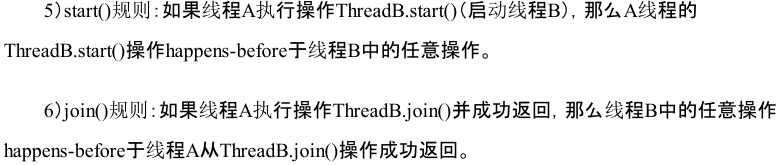 5)start()规则:如果线程A执行操作ThreadB.start()(启动线程B),那么A线程的
ThreadB.start()操作happens-before于线程B中的任意操作。
6)join()规则:如果线程A执行操作ThreadB.join()并成功返回,那么线程B中的任意操作
happens-before于线程A从ThreadB.join()操作成功返回。